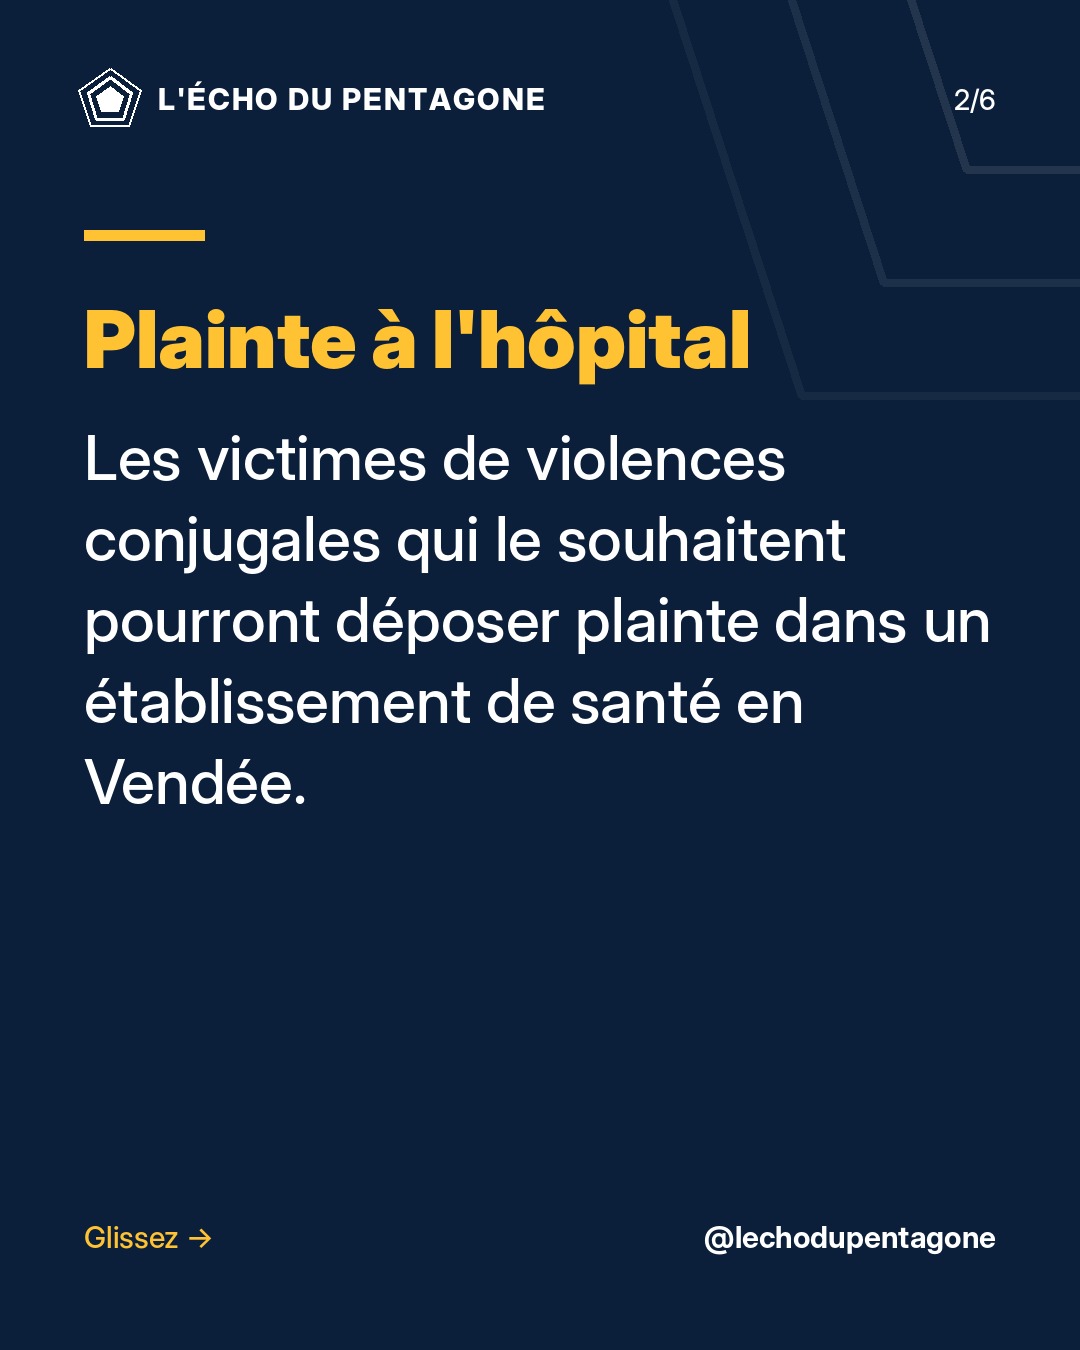 L'ÉCHO DU PENTAGONE
2/6
Plainte à l'hôpital
Les victimes de violences
conjugales qui le souhaitent
pourront déposer plainte dans un
établissement de santé en
Vendée.
Glissez →
@lechodupentagone